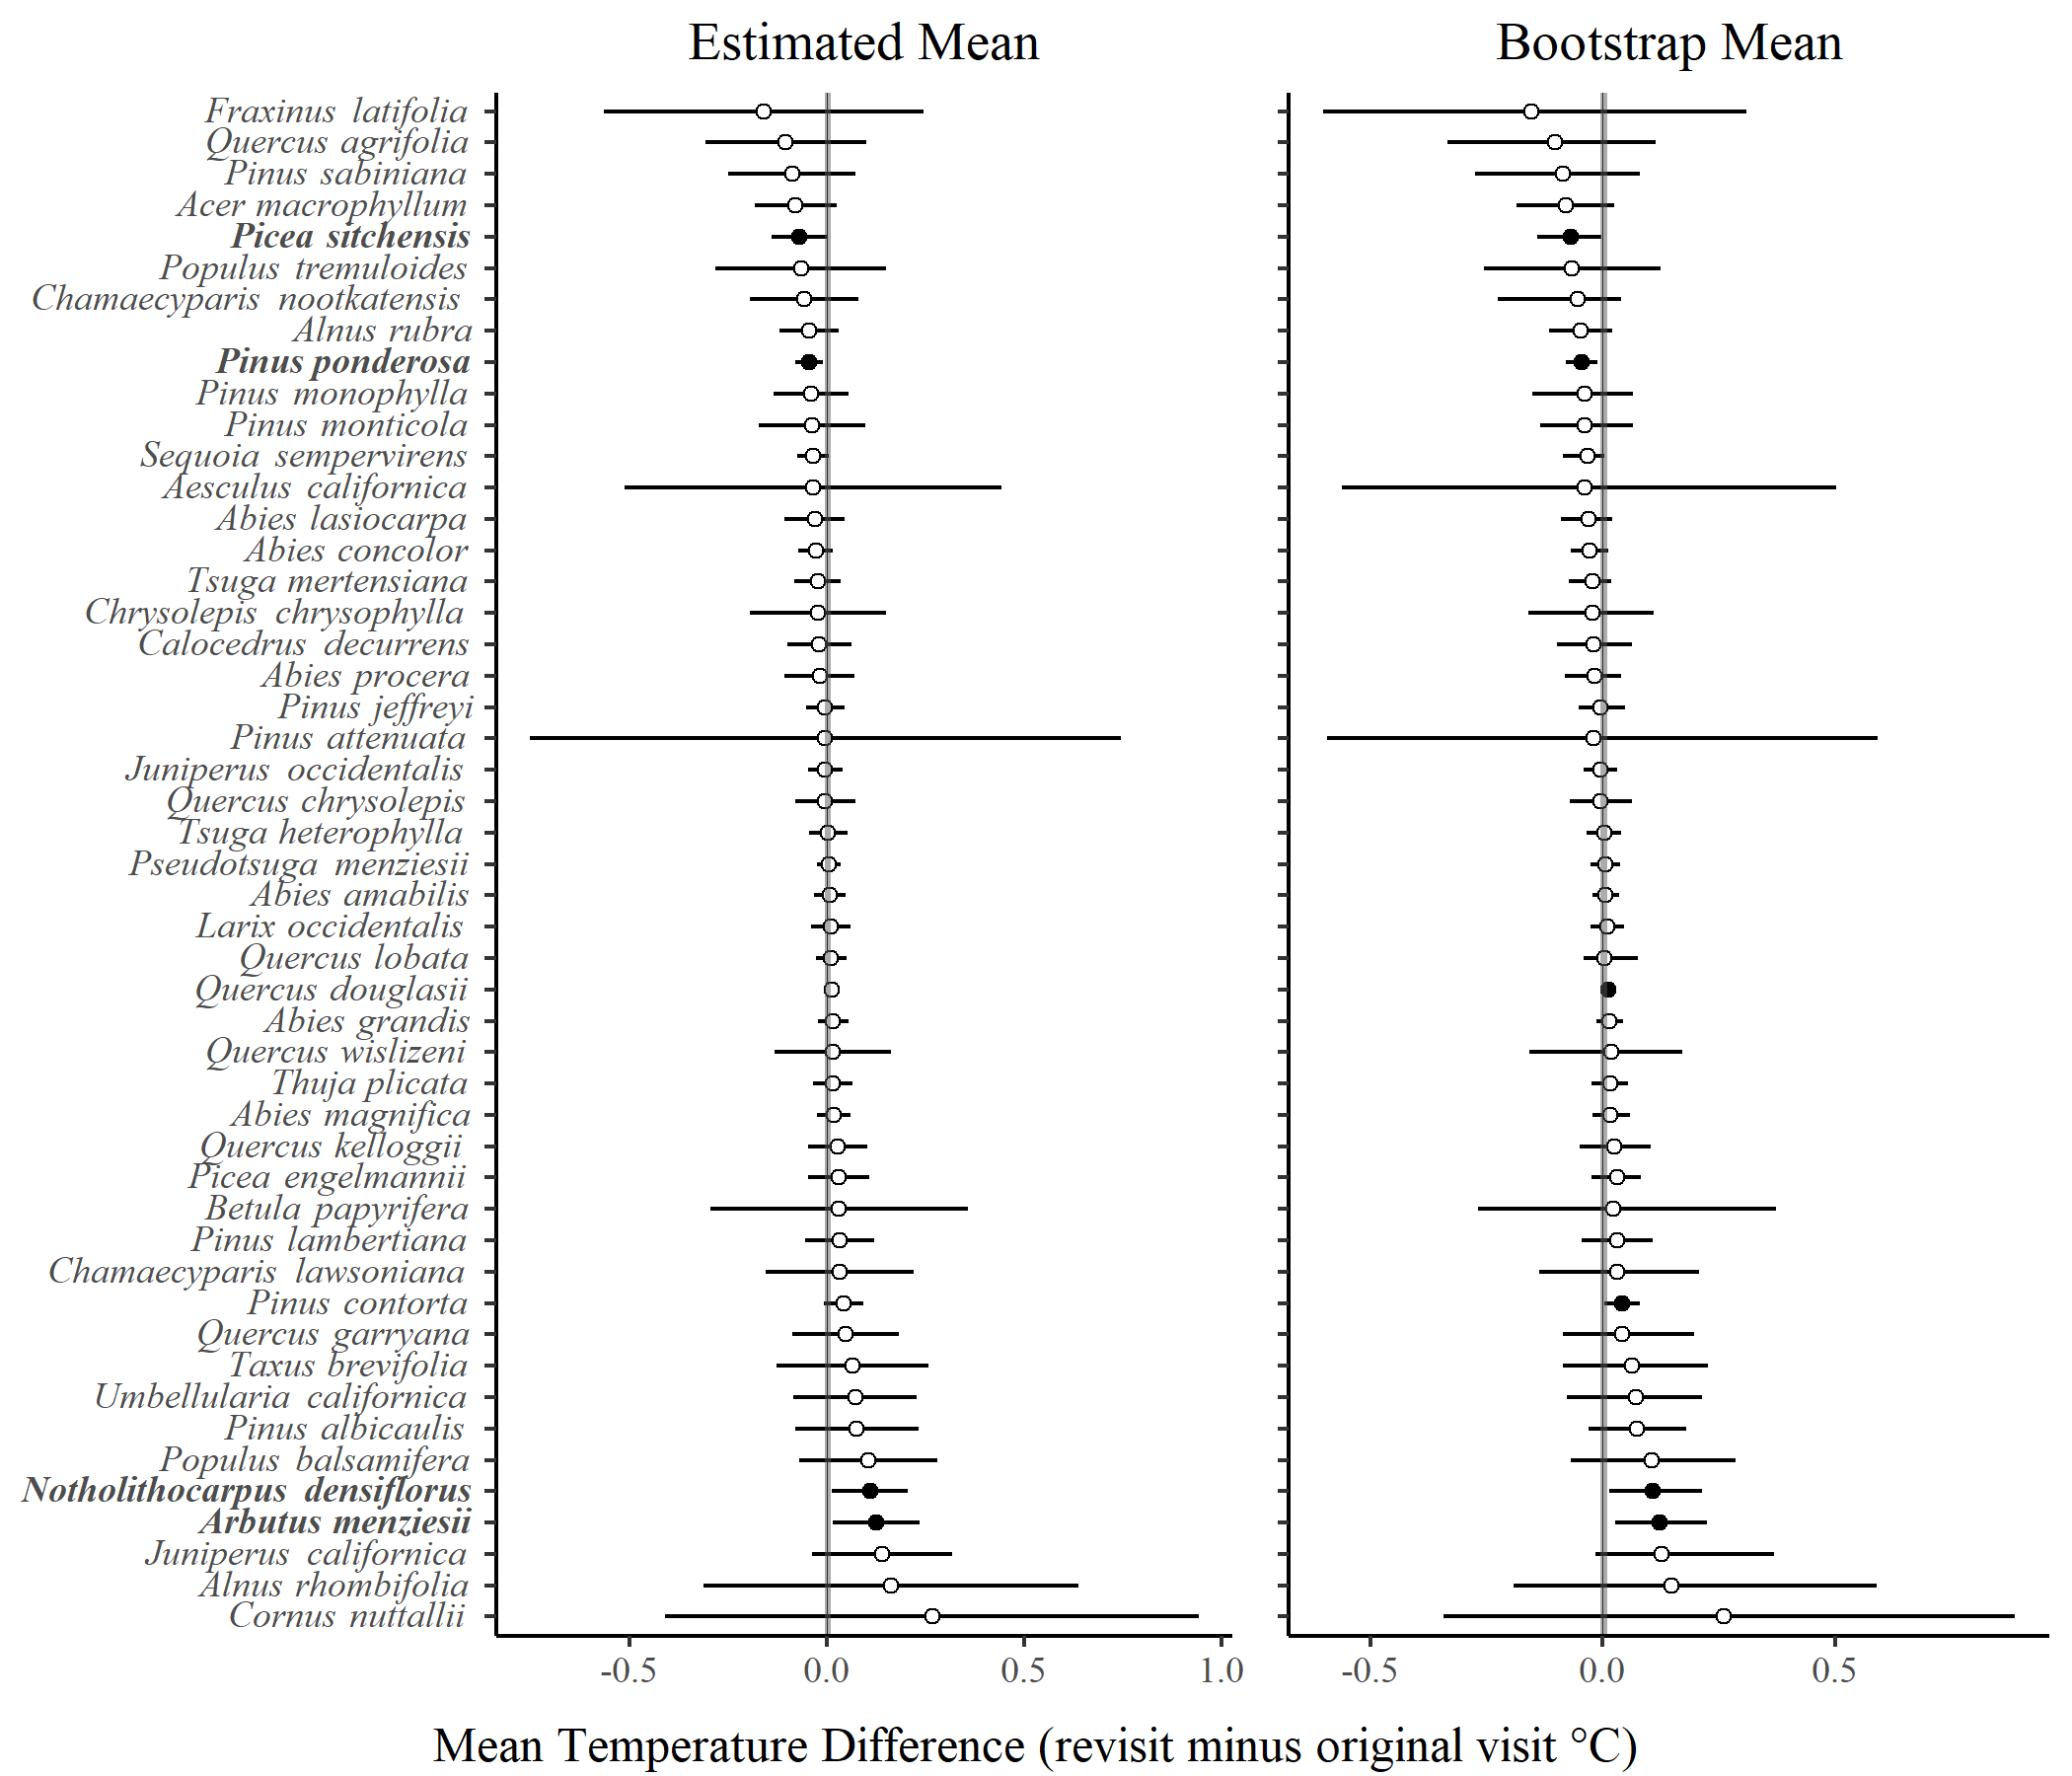 Estimated Mean
Bootstrap Mean
Fraxinus latifolia
Quercus agrifolia
Pinus sabiniana
Acer macrophyllum
Picea sitchensis
Populus tremuloides
Chamaecyparis nootkatensis
Alnus rubra
Pinus ponderosa
Pinus monophylla
Pinus monticola
Sequoia sempervirens
Aesculus californica
Abies lasiocarpa
Abies concolor
Tsuga mertensiana
Chrysolepis chrysophylla
Calocedrus decurrens
Abies procera
Pinus jeffreyi
Pinus attenuata
Juniperus occidentalis
Quercus chrysolepis
Tsuga heterophylla
Pseudotsuga menziesii
Abies amabilis
Larix occidentalis
Quercus lobata
Quercus douglasii
Abies grandis
Quercus wislizeni
Thuja plicata
Abies magnifica
Quercus kelloggii
Picea engelmannii
Betula papyrifera
Pinus lambertiana
Chamaecyparis lawsoniana
Pinus contorta
Quercus garryana
Taxus brevifolia
Umbellularia californica
Pinus albicaulis
Populus balsamifera
Notholithocarpus densiflorus
Arbutus menziesii
Juniperus californica
Alnus rhombifolia
Cornus nuttallii
-0.5 0.0 0.5 1.0
-0.5 0.0 0.5
Mean Temperature Difference (revisit minus original visit °C)